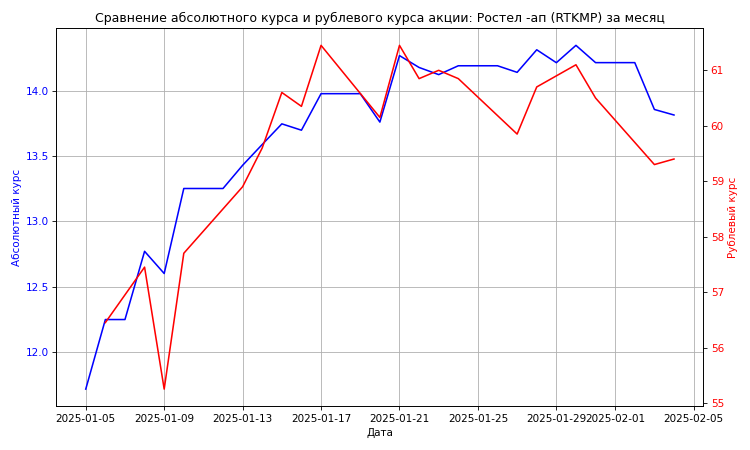 Сравнение абсолютного курса и рублевого курса акции: Ростел -ап (RTKMP) за месяц
14.0
13.5
13.0
12.5
12.0
Абсолютный курс
61
60
59
58
57
56
55
Рублевый курс
2025-01-05 2025-01-09 2025-01-13 2025-01-17 2025-01-21 2025-01-25 2025-01-29 2025-02-01 2025-02-05
Дата